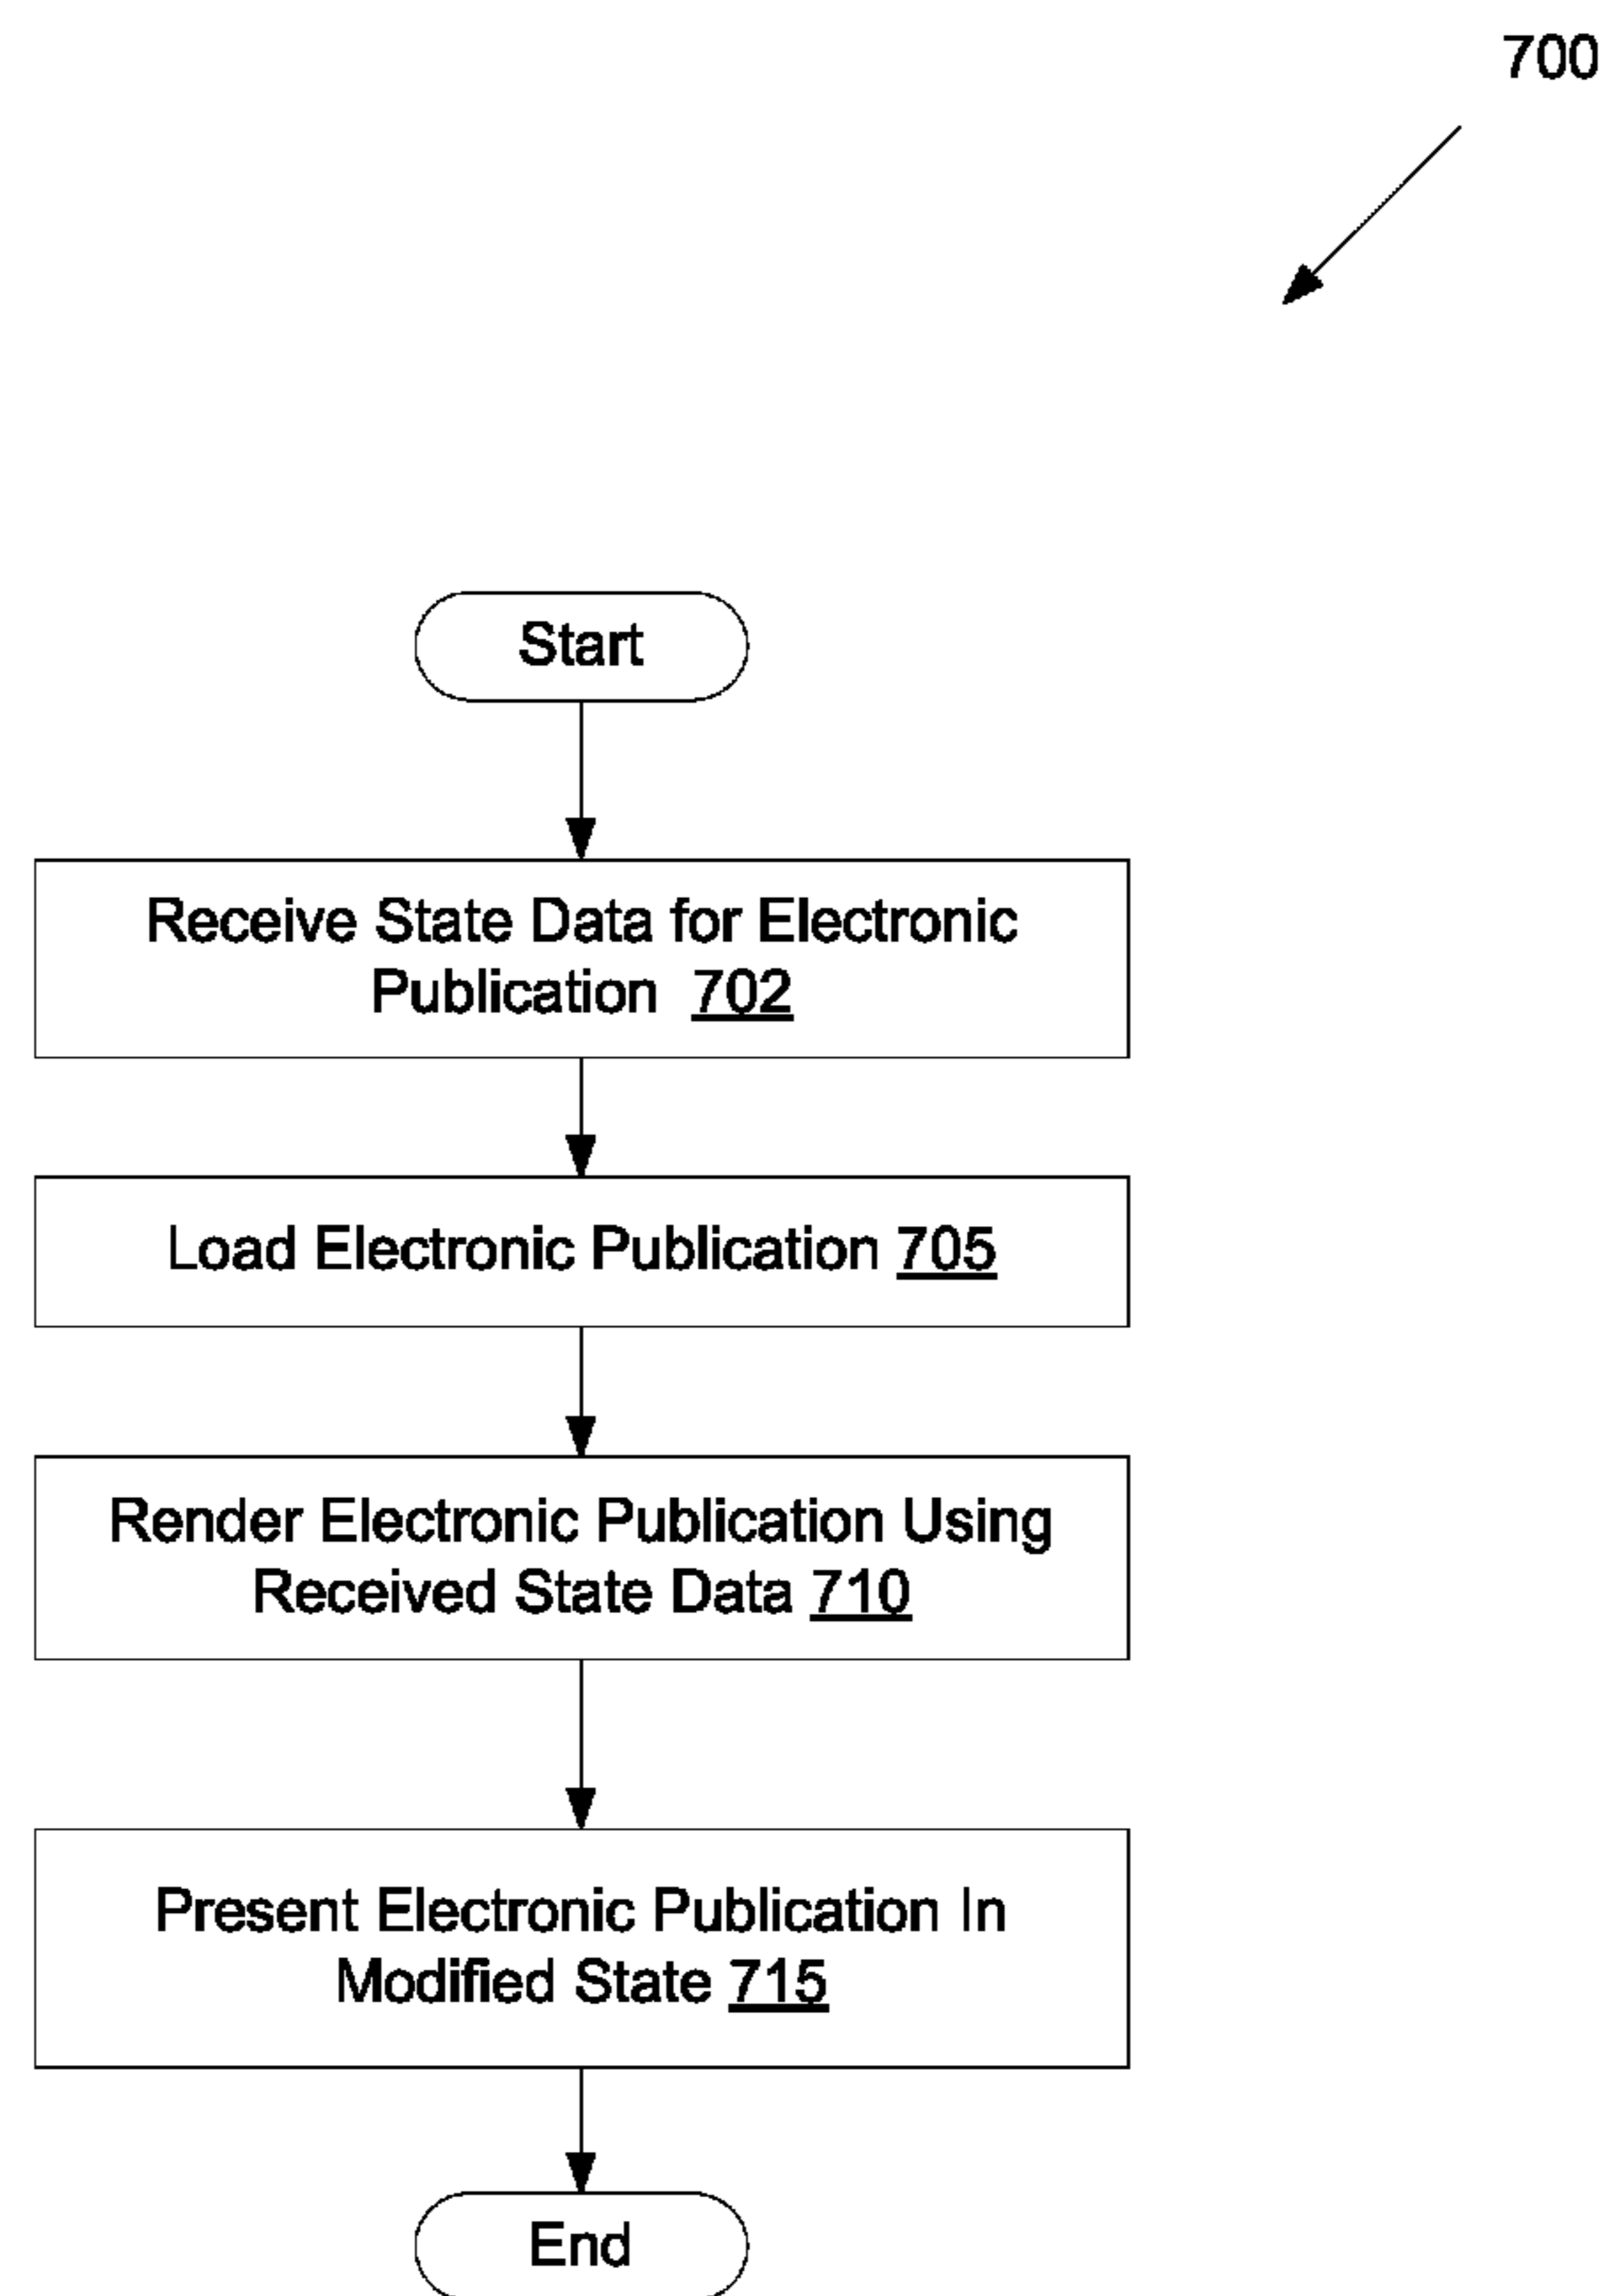 700
Start
Receive State Data for Electronic
Publication 702
Load Electronic Publication 705
Render Electronic Publication Using
Received State Data 710
Present Electronic Publication In
Modified State 715
End